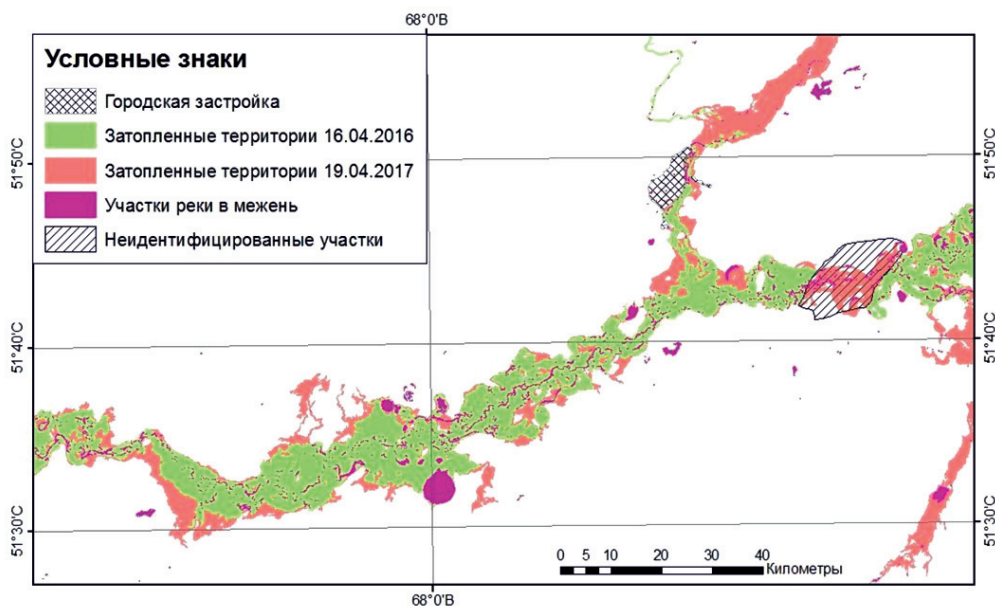 68°0'В
Условные знаки
Городская застройка
Затопленные территории 16.04.2016
Затопленные территории 19.04.2017
Участки реки в межень
Неидентифицированные участки
51°50'С
51°50'С
51°40'С
51°40'С
51°30'С
51°30'С
0 5 10 20 30 40
Километры
68°0'В